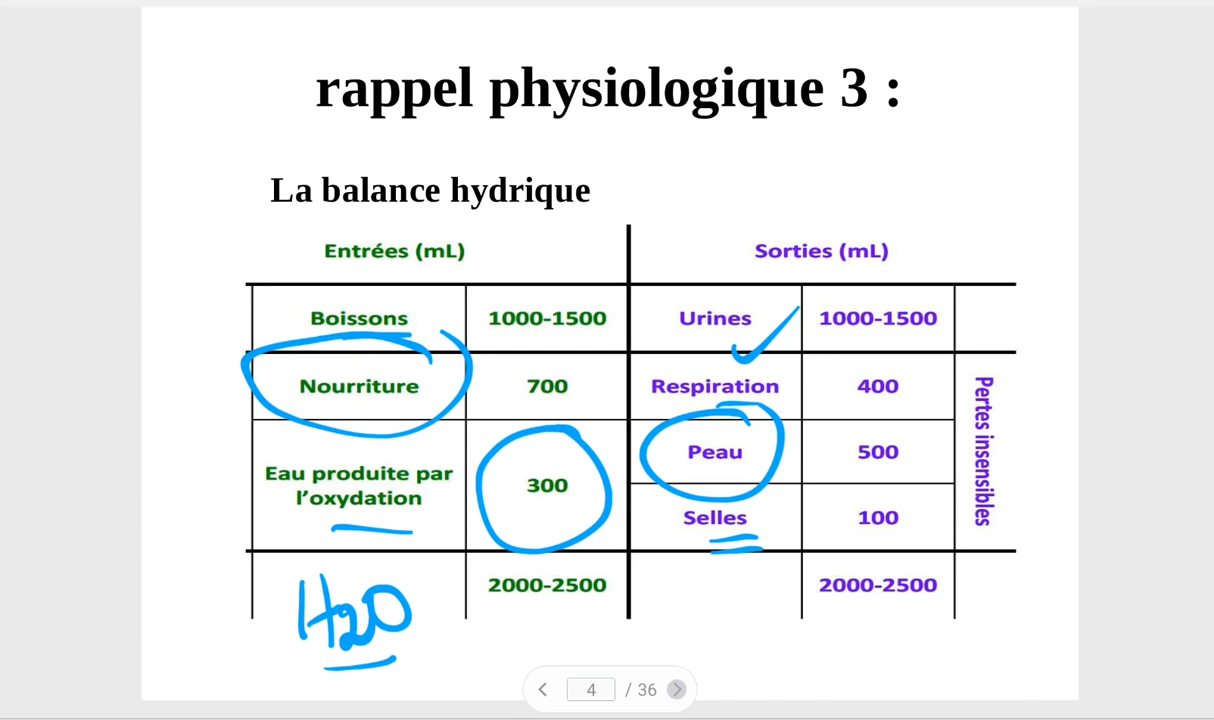 rappel physiologique 3 :
La balance hydrique
Entrées (mL) Sorties (mL)
Boissons 1000-1500 Urines 1000-1500
Nourriture 700 Respiration 400
Peau 500
Eau produite par
l'oxydation 300
Selles 100
Pertes insensibles
2000-2500 2000-2500
H2O
4 / 36